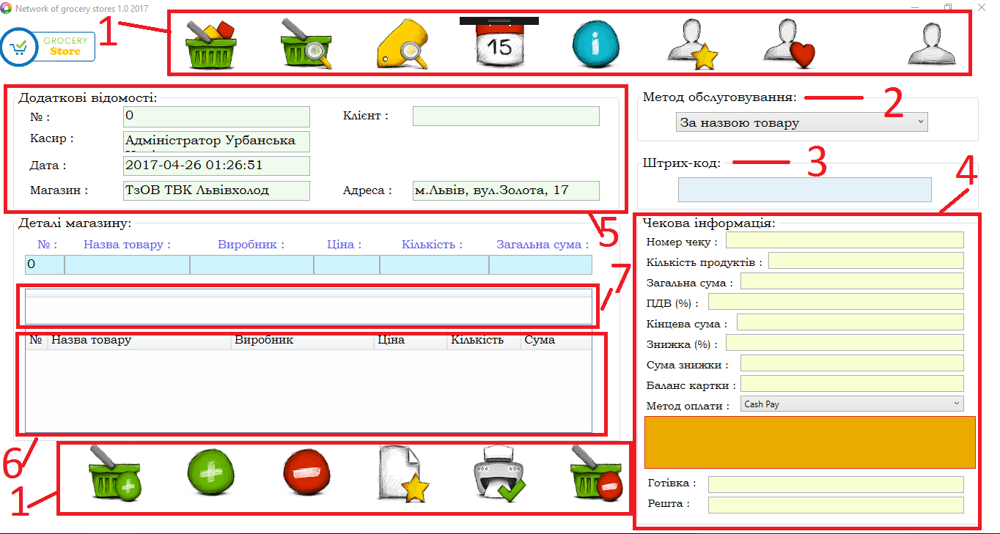 Network of grocery stores 1.0 2017
1
GROCERY
Store
15
i
Додаткові відомості:
№ :
0
Клієнт :
Касир :
Адміністратор Урбанська
Дата :
2017-04-26 01:26:51
Магазин :
ТзОВ ТВК Львівхолод
Адреса :
м.Львів, вул.Золота, 17
Метод обслуговування:
2
За назвою товару
Штрих-код:
3
4
5
Деталі магазину:
№ :
Назва товару :
Виробник :
Ціна :
Кількість :
Загальна сума :
0
7
№
Назва товару
Виробник
Ціна
Кількість
Сума
6
1
Чекова інформація:
Номер чеку :
Кількість продуктів :
Загальна сума :
ПДВ (%) :
Кінцева сума :
Знижка (%) :
Сума знижки :
Баланс картки :
Метод оплати :
Cash Pay
Готівка :
Решта :